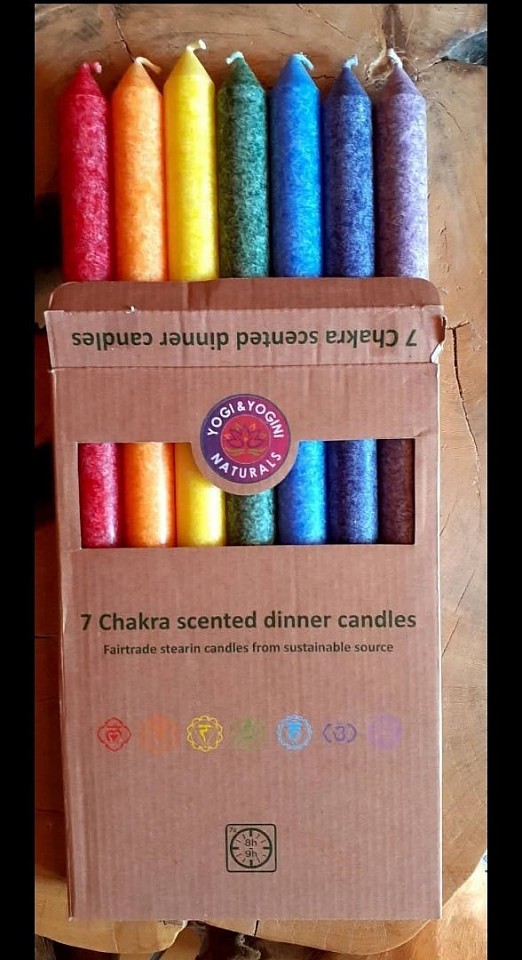 7 Chakra scented dinner candles
YOGI & YOGINI
NATURALS
7 Chakra scented dinner candles
Fairtrade stearin candles from sustainable source
7x
8h
9h